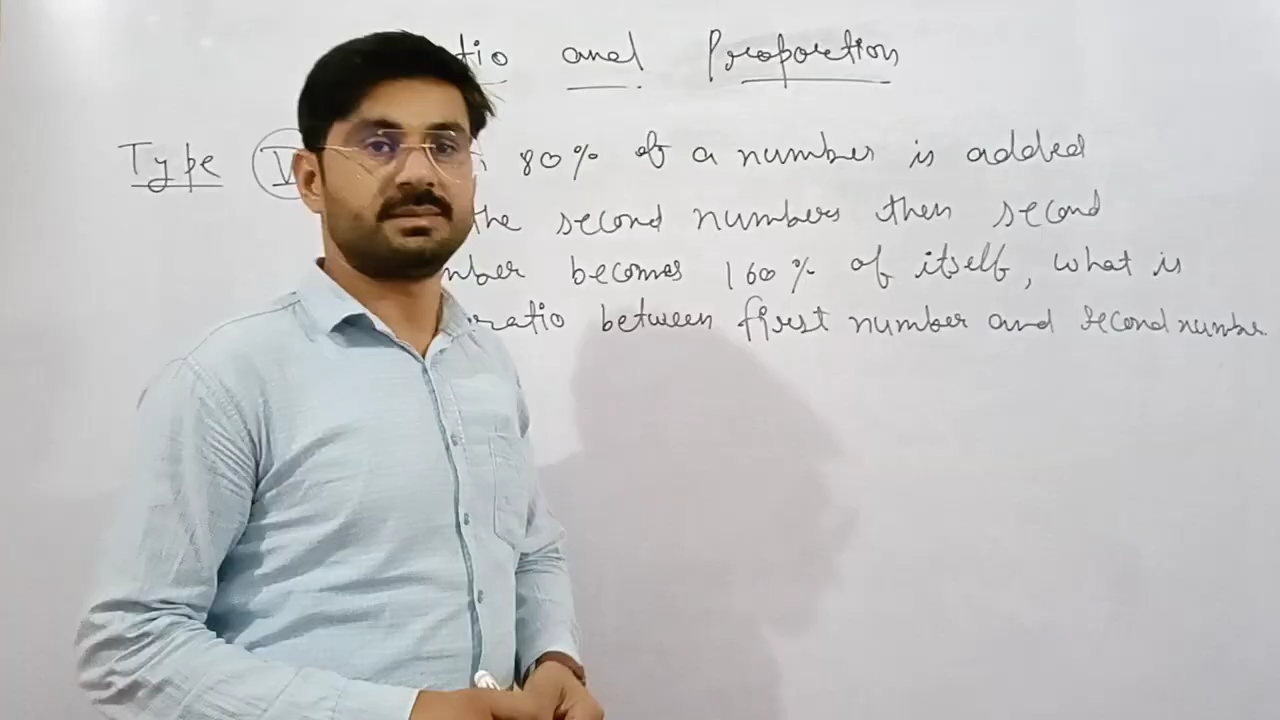 tio and Proportion
Type V 80% of a number is added
the second numbers then second
mber becomes 160% of itself, what is
ratio between first number and second number